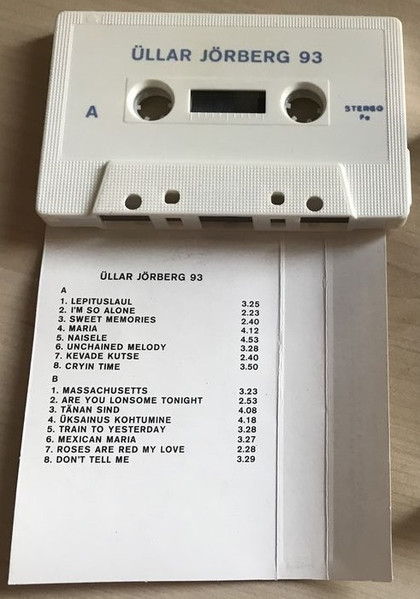 ÜLLAR JÖRBERG 93
A
STEREO
Fe
ÜLLAR JÖRBERG 93
A
1. LEPITUSLAUL 3.25
2. I'M SO ALONE 2.23
3. SWEET MEMORIES 2.40
4. MARIA 4.12
5. NAISELE 4.53
6. UNCHAINED MELODY 3.28
7. KEVADE KUTSE 2.40
8. CRYIN TIME 3.50
B
1. MASSACHUSETTS 3.23
2. ARE YOU LONSOME TONIGHT 2.53
3. TÄNAN SIND 4.08
4. ÜKSAINUS KOHTUMINE 4.18
5. TRAIN TO YESTERDAY 3.28
6. MEXICAN MARIA 3.27
7. ROSES ARE RED MY LOVE 2.28
8. DON'T TELL ME 3.29